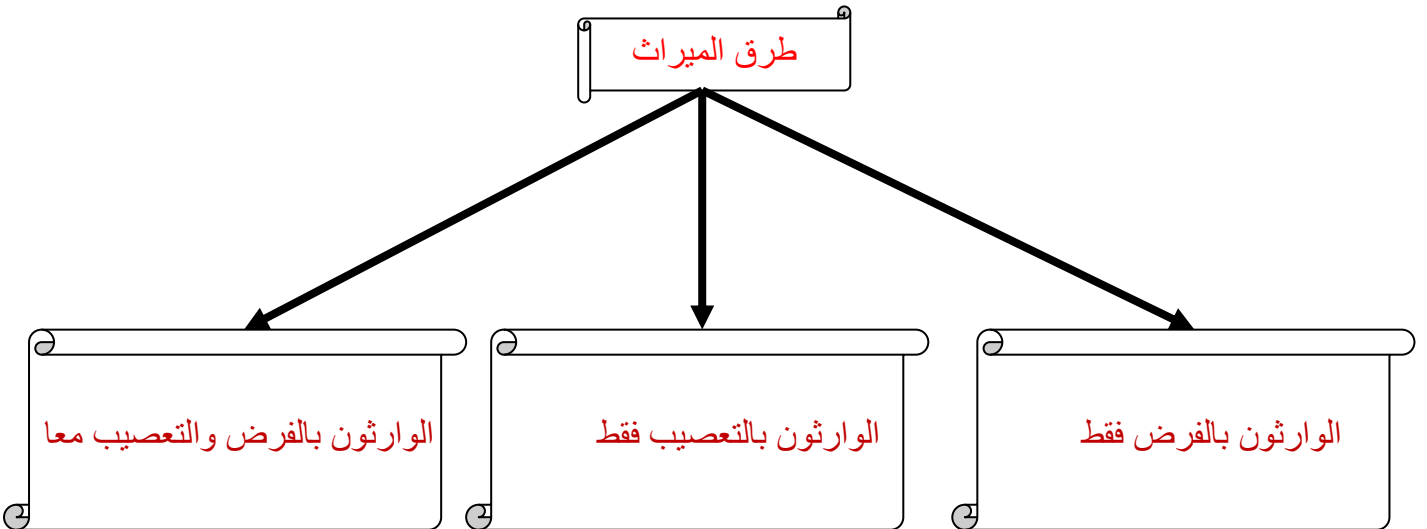 طرق الميراث
الوارثون بالفرض فقط
الوارثون بالتعصيب فقط
الوارثون بالفرض والتعصيب معا